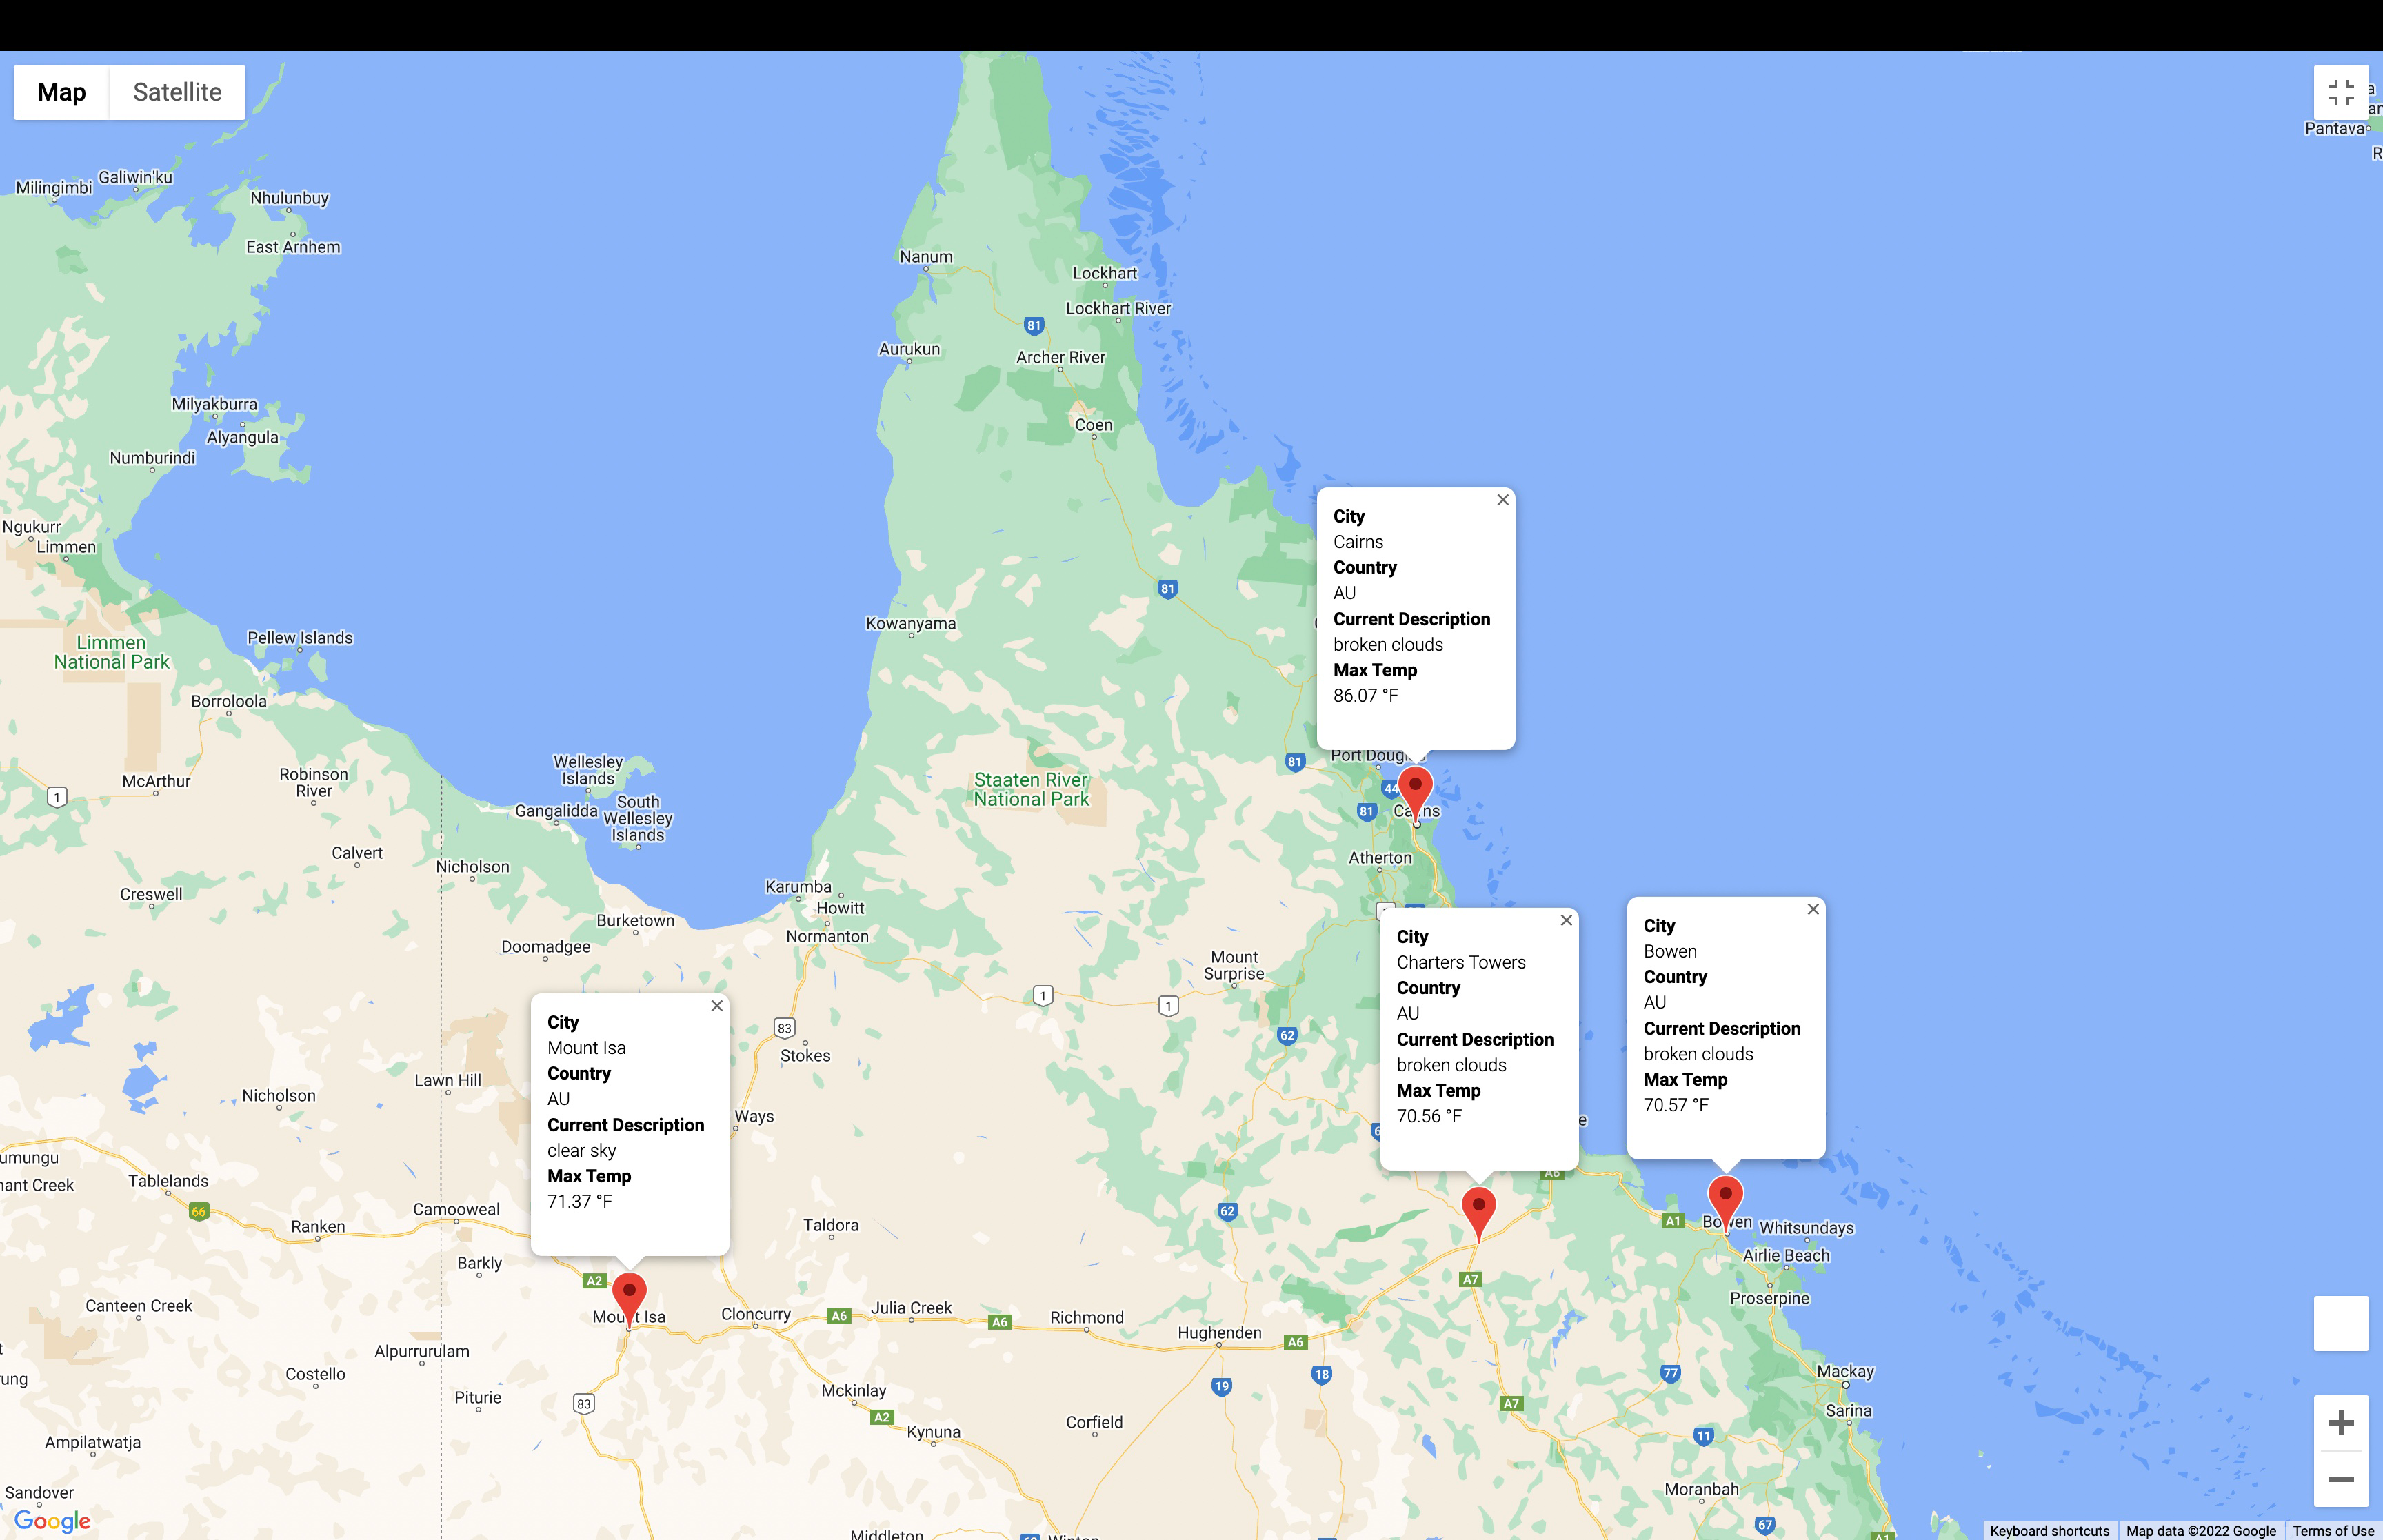 Map
Satellite
Pantava
Milingimbi
Galiwin'ku
Nhulunbuy
East Arnhem
Nanum
Lockhart
Lockhart River
81
Aurukun
Archer River
Milyakburra
Alyangula
Coen
Numburindi
Ngukurr
Limmen
City
Cairns
Country
AU
Current Description
broken clouds
Max Temp
86.07 °F
81
Kowanyama
Limmen
National Park
Pellew Islands
Borroloola
Wellesley
Islands
81
McArthur
Robinson
River
1
Staaten River
National Park
44
Gangalidda
South
Wellesley
Islands
81
Calvert
Nicholson
Atherton
Creswell
Karumba
Howitt
Burketown
Normanton
Doomadgee
Mount
Surprise
City
Charters Towers
Country
AU
Current Description
broken clouds
Max Temp
70.56 °F
City
Bowen
Country
AU
Current Description
broken clouds
Max Temp
70.57 °F
City
Mount Isa
Country
AU
Current Description
clear sky
Max Temp
71.37 °F
1
1
83
62
Stokes
Lawn Hill
Nicholson
Ways
Tablelands
66
Ranken
Camooweal
Taldora
62
A6
A1
Bowen
Whitsundays
Airlie Beach
Barkly
A2
A7
Proserpine
Canteen Creek
Mount Isa
Cloncurry
A6
Julia Creek
A6
Richmond
Hughenden
A6
Alpurrurulam
Costello
Piturie
83
Mckinlay
A2
Kynuna
Corfield
19
18
77
A7
Mackay
Sarina
11
Ampilatwatja
Sandover
Moranbah
67
A1
Middleton
Winton
Google
Keyboard shortcuts
Map data ©2022 Google
Terms of Use